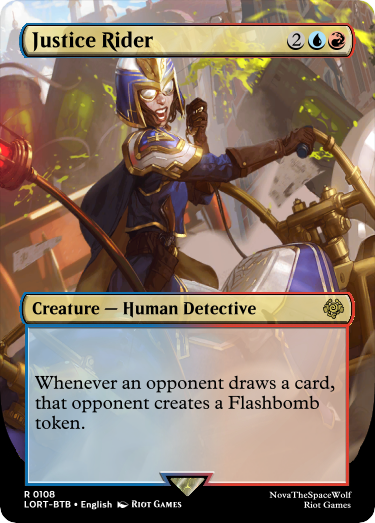 Justice Rider 2
Creature — Human Detective
Whenever an opponent draws a card,
that opponent creates a Flashbomb
token.
R 0108 NovaTheSpaceWolf
LORT-BTB • English Riot Games Riot Games